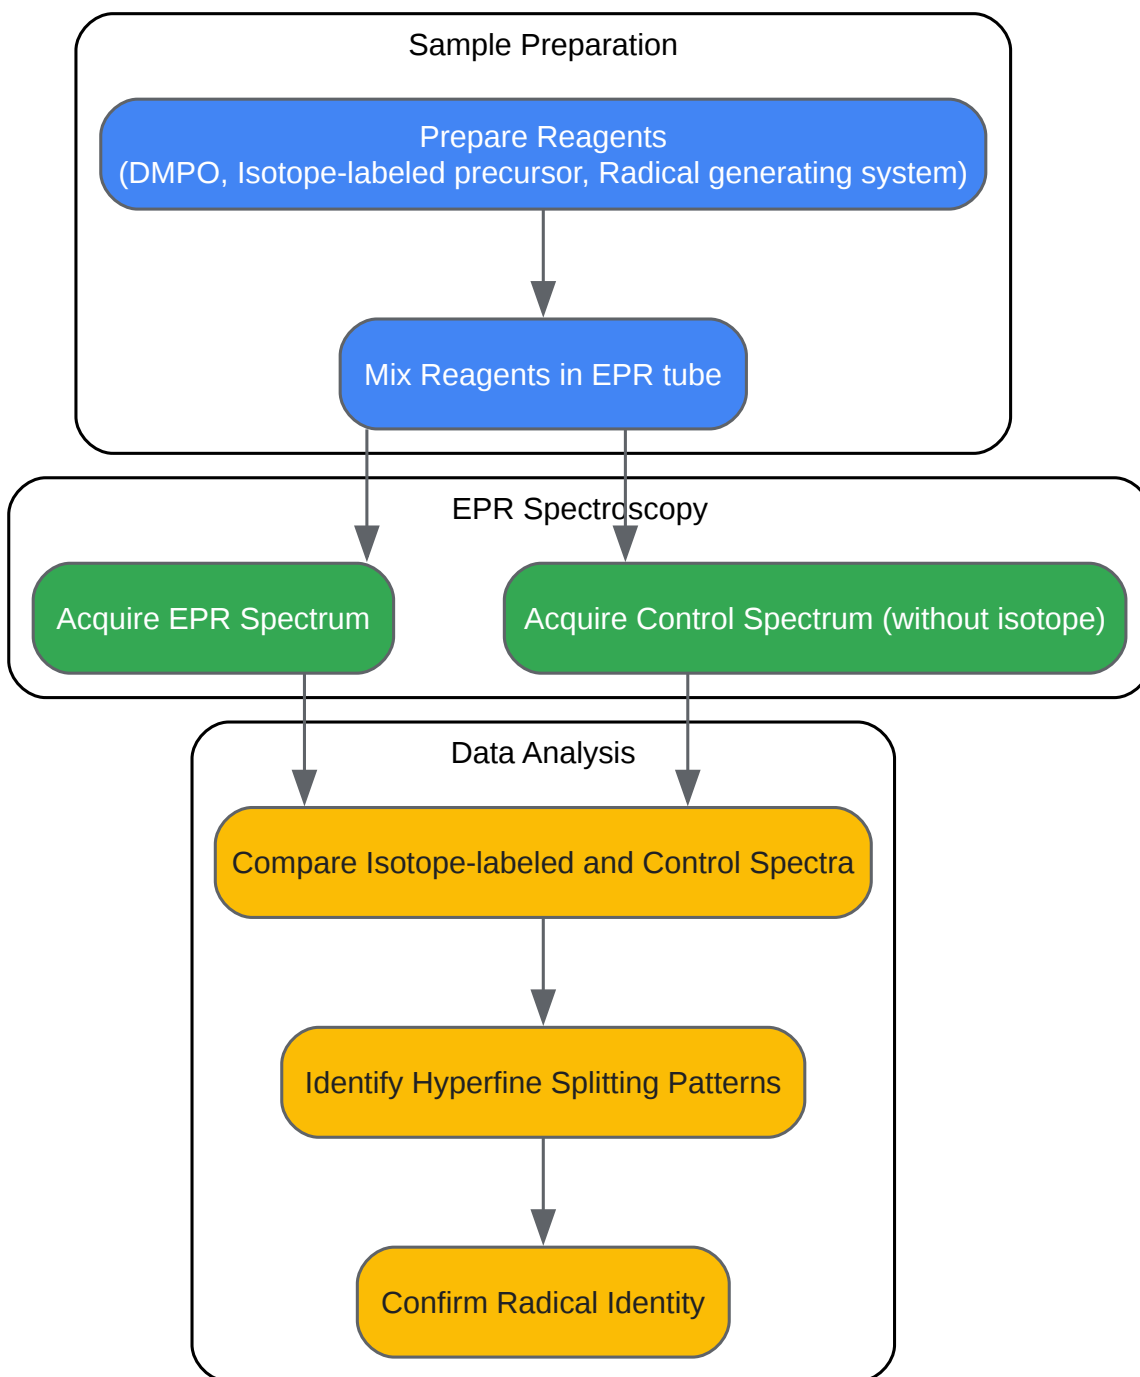 Sample Preparation
Prepare Reagents
(DMPO, Isotope-labeled precursor, Radical generating system)
Mix Reagents in EPR tube
EPR Spectroscopy
Acquire EPR Spectrum
Acquire Control Spectrum (without isotope)
Data Analysis
Compare Isotope-labeled and Control Spectra
Identify Hyperfine Splitting Patterns
Confirm Radical Identity